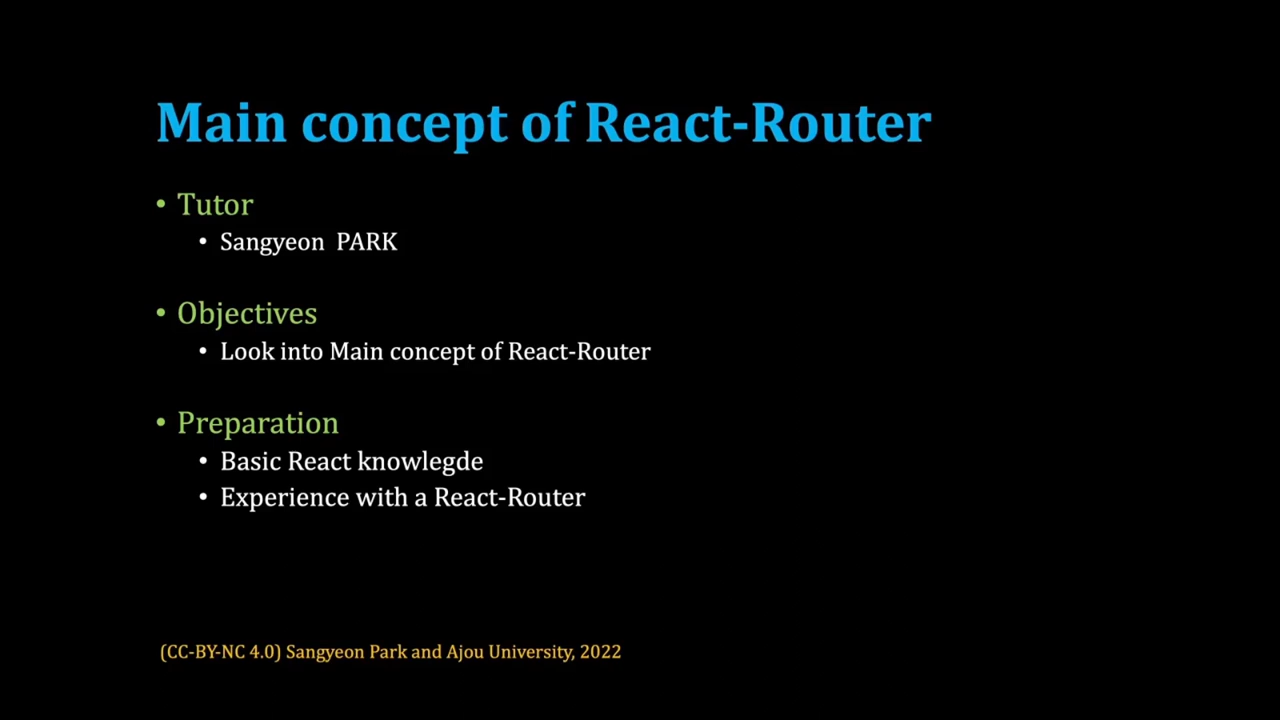 Main concept of React-Router
• Tutor
• Sangyeon PARK
• Objectives
• Look into Main concept of React-Router
• Preparation
• Basic React knowlegde
• Experience with a React-Router
(CC-BY-NC 4.0) Sangyeon Park and Ajou University, 2022